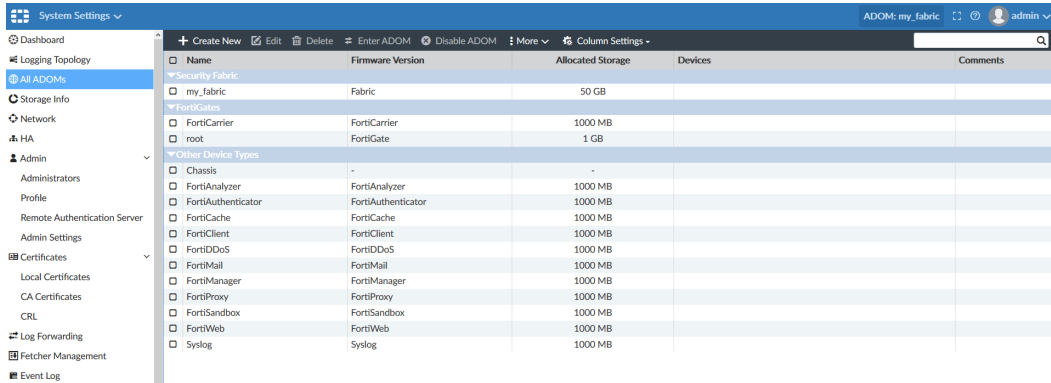 System Settings
ADOM: my_fabric admin
Dashboard
Logging Topology
All ADOMs
Storage Info
Network
HA
Admin
Administrators
Profile
Remote Authentication Server
Admin Settings
Certificates
Local Certificates
CA Certificates
CRL
Log Forwarding
Fetcher Management
Event Log
Create New Edit Delete Enter ADOM Disable ADOM More Column Settings
Name Firmware Version Allocated Storage Devices Comments
Security Fabric
my_fabric Fabric 50 GB
FortiGates
FortiCarrier FortiCarrier 1000 MB
root FortiGate 1 GB
Other Device Types
Chassis - -
FortiAnalyzer FortiAnalyzer 1000 MB
FortiAuthenticator FortiAuthenticator 1000 MB
FortiCache FortiCache 1000 MB
FortiClient FortiClient 1000 MB
FortiDDoS FortiDDoS 1000 MB
FortiMail FortiMail 1000 MB
FortiManager FortiManager 1000 MB
FortiProxy FortiProxy 1000 MB
FortiSandbox FortiSandbox 1000 MB
FortiWeb FortiWeb 1000 MB
Syslog Syslog 1000 MB